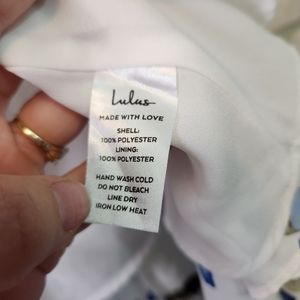 Lulus
MADE WITH LOVE
SHELL:
100% POLYESTER
LINING:
100% POLYESTER
HAND WASH COLD
DO NOT BLEACH
LINE DRY
IRON LOW HEAT